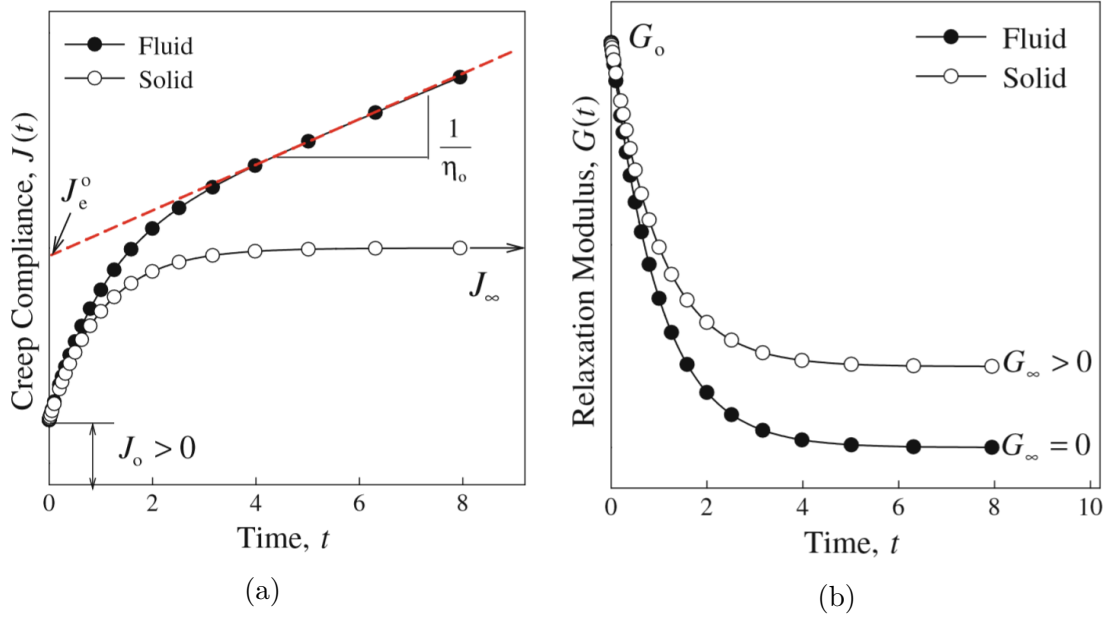 Fluid
Solid
Creep Compliance, J(t)
J_e^o
1
η_o
J_∞
J_o > 0
0 2 4 6 8
Time, t
(a)
G_o
Fluid
Solid
Relaxation Modulus, G(t)
G_∞ > 0
G_∞ = 0
0 2 4 6 8 10
Time, t
(b)